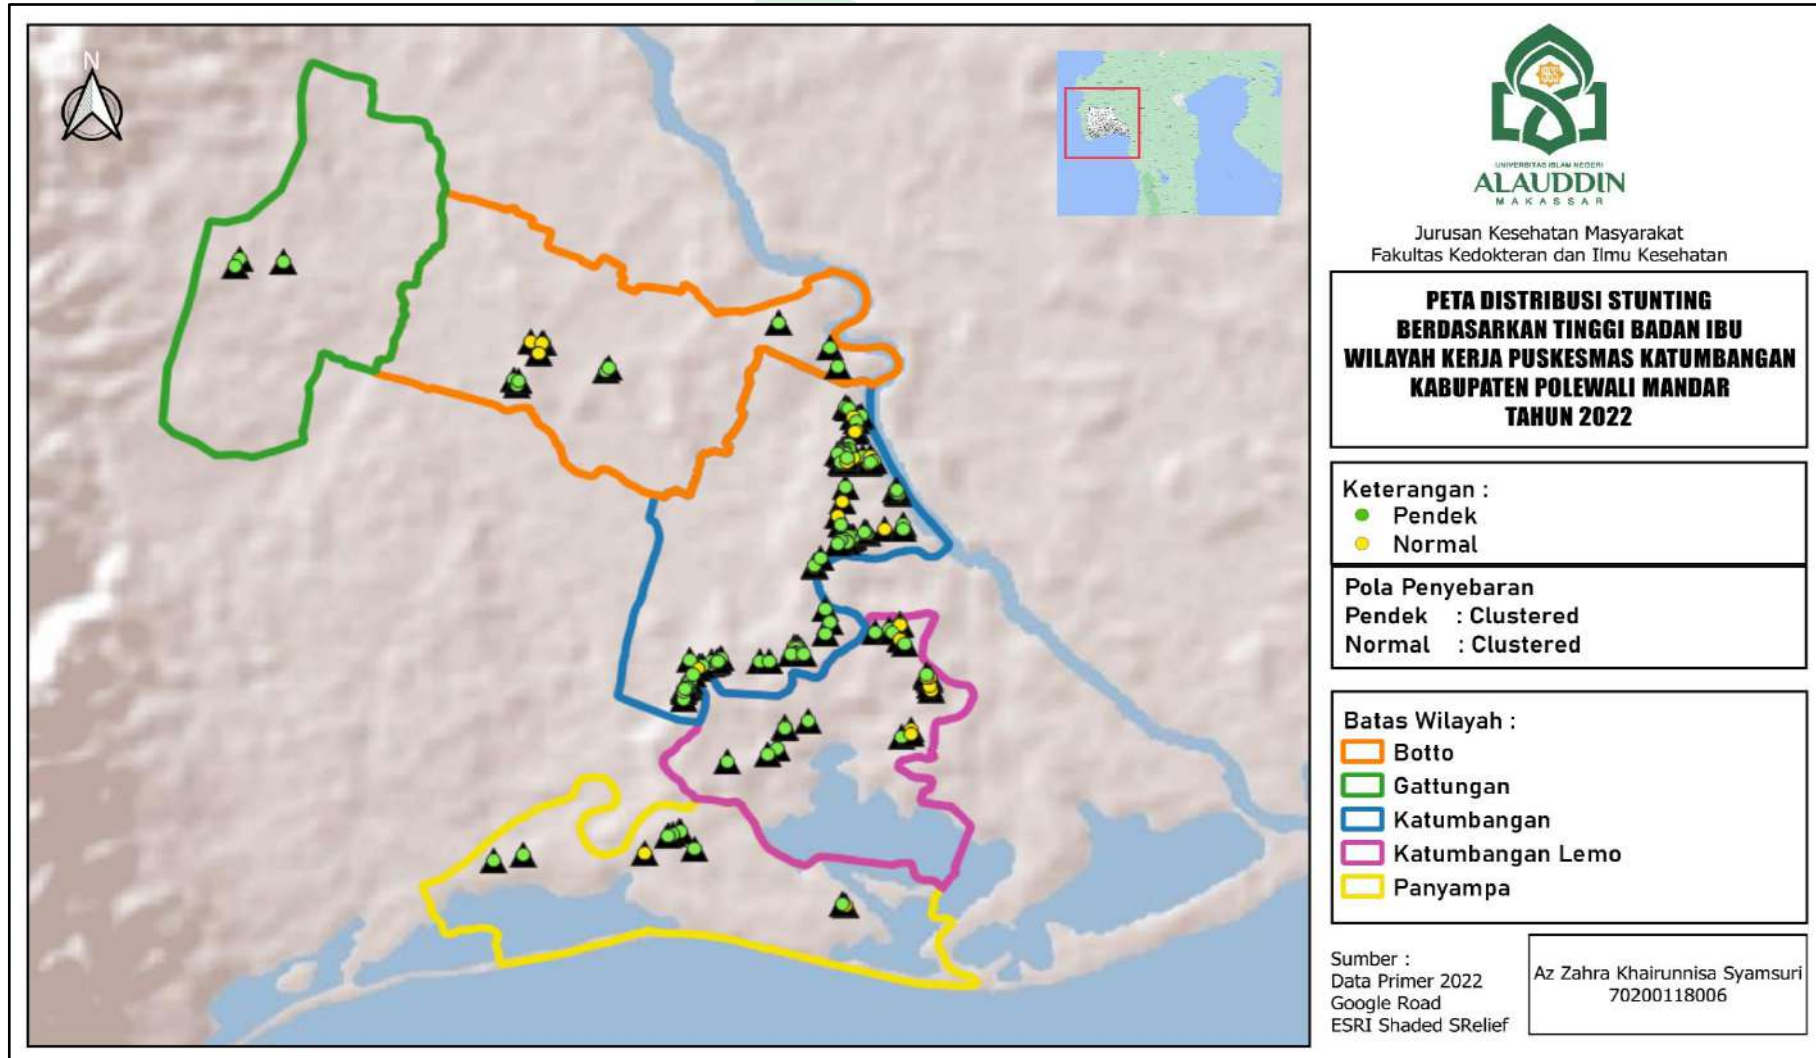 N
1965
UNIVERSITAS ISLAM NEGERI
ALAUDDIN
MAKASSAR
Jurusan Kesehatan Masyarakat
Fakultas Kedokteran dan Ilmu Kesehatan
PETA DISTRIBUSI STUNTING
BERDASARKAN TINGGI BADAN IBU
WILAYAH KERJA PUSKESMAS KATUMBANGAN
KABUPATEN POLEWALI MANDAR
TAHUN 2022
Keterangan :
Pendek
Normal
Pola Penyebaran
Pendek : Clustered
Normal : Clustered
Batas Wilayah :
Botto
Gattungan
Katumbangan
Katumbangan Lemo
Panyampa
Sumber :
Data Primer 2022
Google Road
ESRI Shaded SRelief
Az Zahra Khairunnisa Syamsuri
70200118006